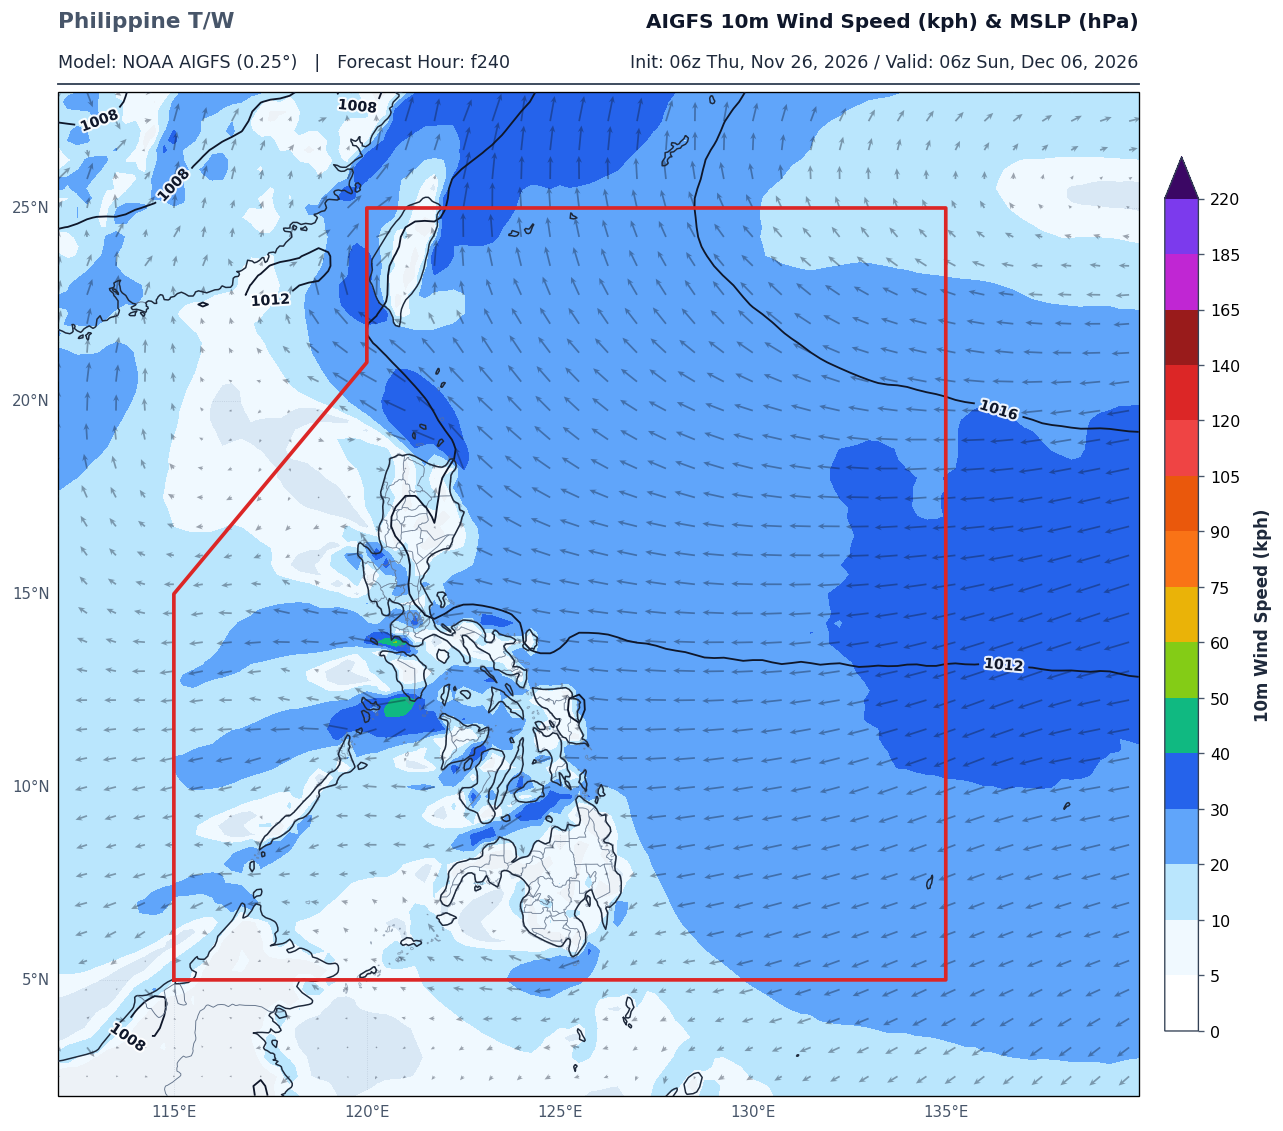 Philippine T/W
AIGFS 10m Wind Speed (kph) & MSLP (hPa)
Model: NOAA AIGFS (0.25°) | Forecast Hour: f240
Init: 06z Thu, Nov 26, 2026 / Valid: 06z Sun, Dec 06, 2026
1008
1008
1008
1012
1016
1012
1008
25°N
20°N
15°N
10°N
5°N
115°E
120°E
125°E
130°E
135°E
220
185
165
140
120
105
90
75
60
50
40
30
20
10
5
0
10m Wind Speed (kph)